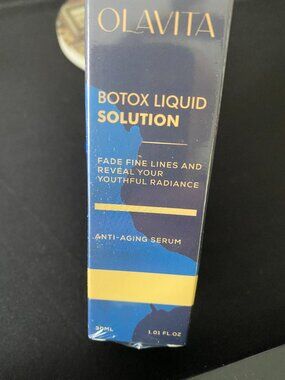 OLAVITA
BOTOX LIQUID
SOLUTION
FADE FINE LINES AND
REVEAL YOUR
YOUTHFUL RADIANCE
ANTI-AGING SERUM
30ML 1.01 FL.OZ